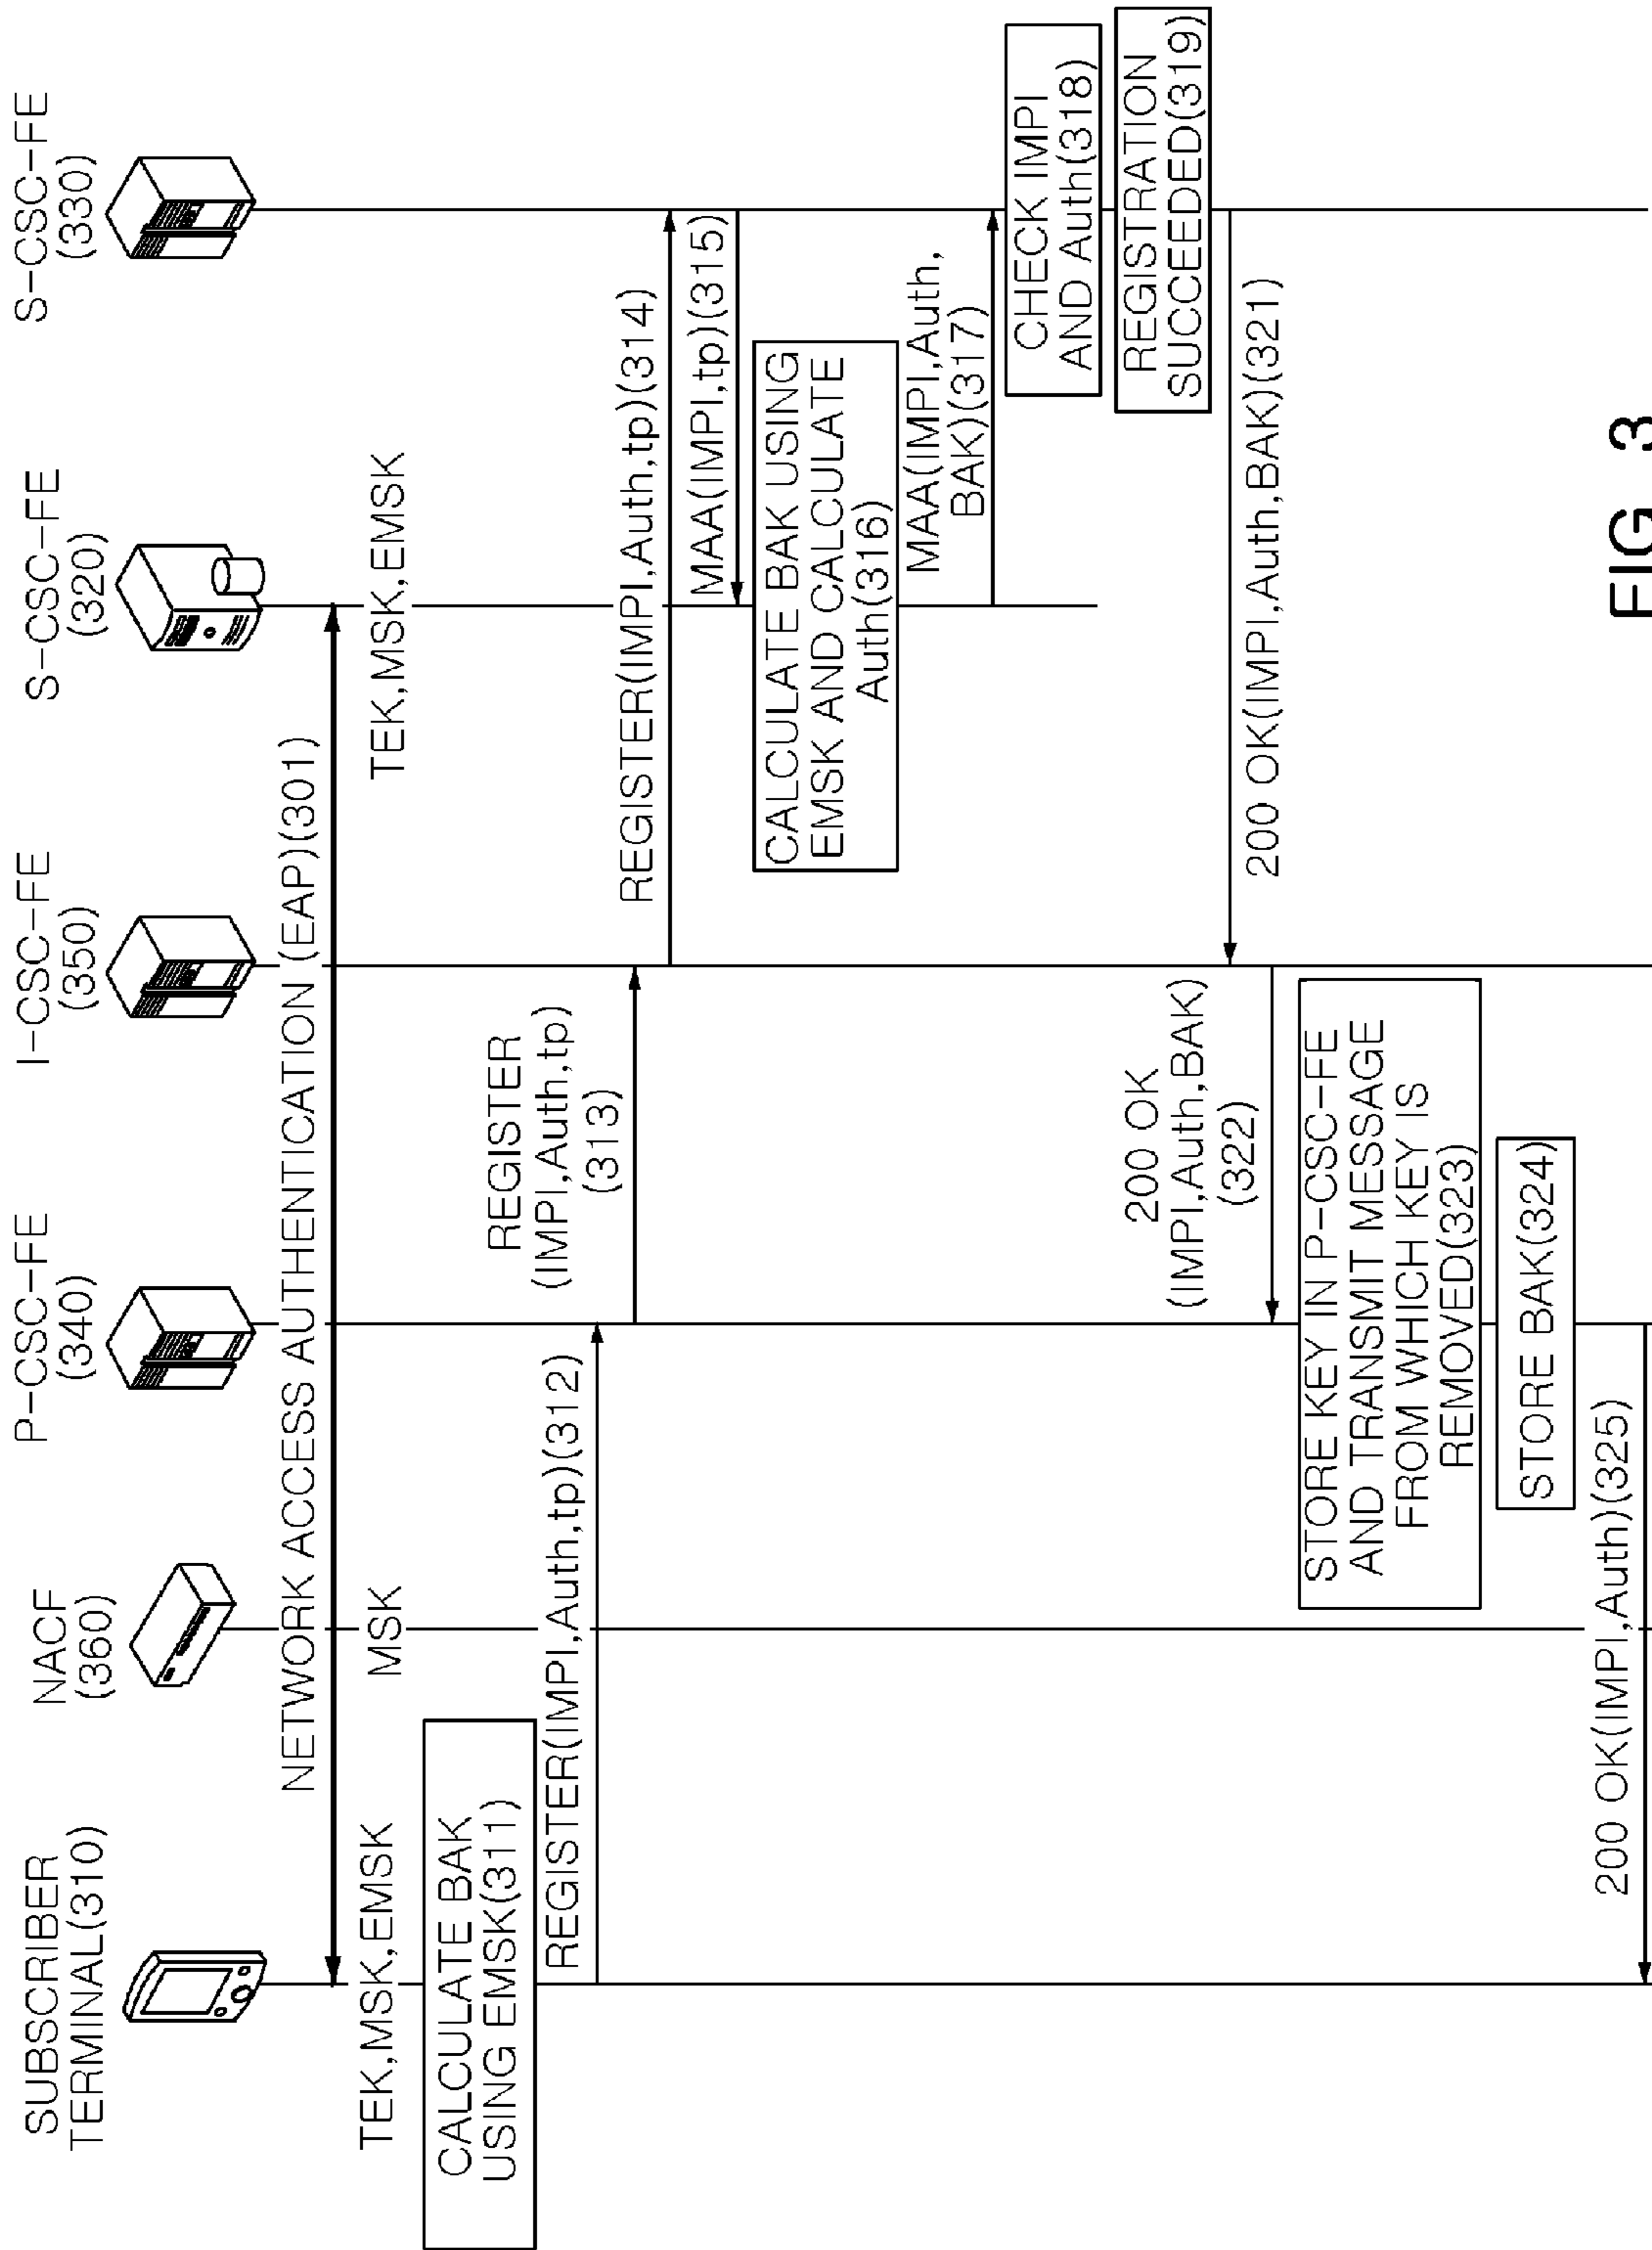 SUBSCRIBER
TERMINAL(310)
NACF
(360)
P-CSC-FE
(340)
I-CSC-FE
(350)
S-CSC-FE
(320)
S-CSC-FE
(330)
NETWORK ACCESS AUTHENTICATION (EAP)(301)
TEK,MSK,EMSK
MSK
TEK,MSK,EMSK
CALCULATE BAK
USING EMSK(311)
REGISTER(IMPI,Auth,tp)(312)
REGISTER
(IMPI,Auth,tp)
(313)
REGISTER(IMPI,Auth,tp)(314)
MAA(IMPI,tp)(315)
CALCULATE BAK USING
EMSK AND CALCULATE
Auth(316)
MAA(IMPI,Auth,
BAK)(317)
CHECK IMPI
AND Auth(318)
REGISTRATION
SUCCEEDED(319)
200 OK(IMPI,Auth,BAK)(321)
200 OK
(IMPI,Auth,BAK)
(322)
STORE KEY IN P-CSC-FE
AND TRANSMIT MESSAGE
FROM WHICH KEY IS
REMOVED(323)
STORE BAK(324)
200 OK(IMPI,Auth)(325)
FIG. 3